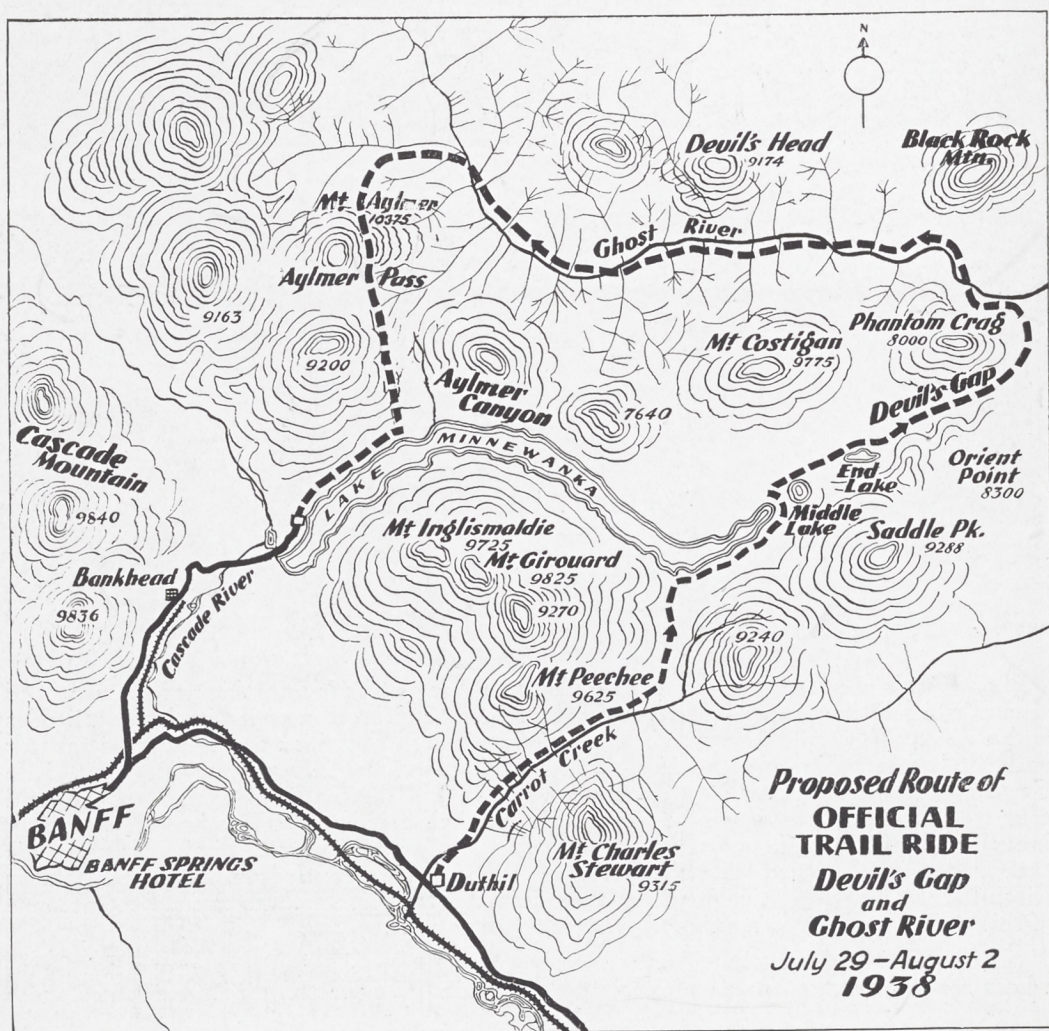 N
Devil's Head
9174
Black Rock
Mtn.
Mt. Aylmer
10375
Ghost River
Aylmer Pass
9163
9200
Phantom Crag
8000
Mt Costigan
9775
Aylmer
Canyon
7640
Devil's Gap
Cascade
Mountain
9840
LAKE MINNEWANKA
End
Lake
Orient
Point
8300
Middle
Lake
Mt Inglismaldie
9725
Mt Girouard
9825
Saddle Pk.
9288
Bankhead
9270
9836
Cascade River
9240
Mt Peechee
9625
Carrot Creek
BANFF
BANFF SPRINGS
HOTEL
Duthil
Mt Charles
Stewart
9315
Proposed Route of
OFFICIAL
TRAIL RIDE
Devil's Gap
and
Ghost River
July 29 – August 2
1938